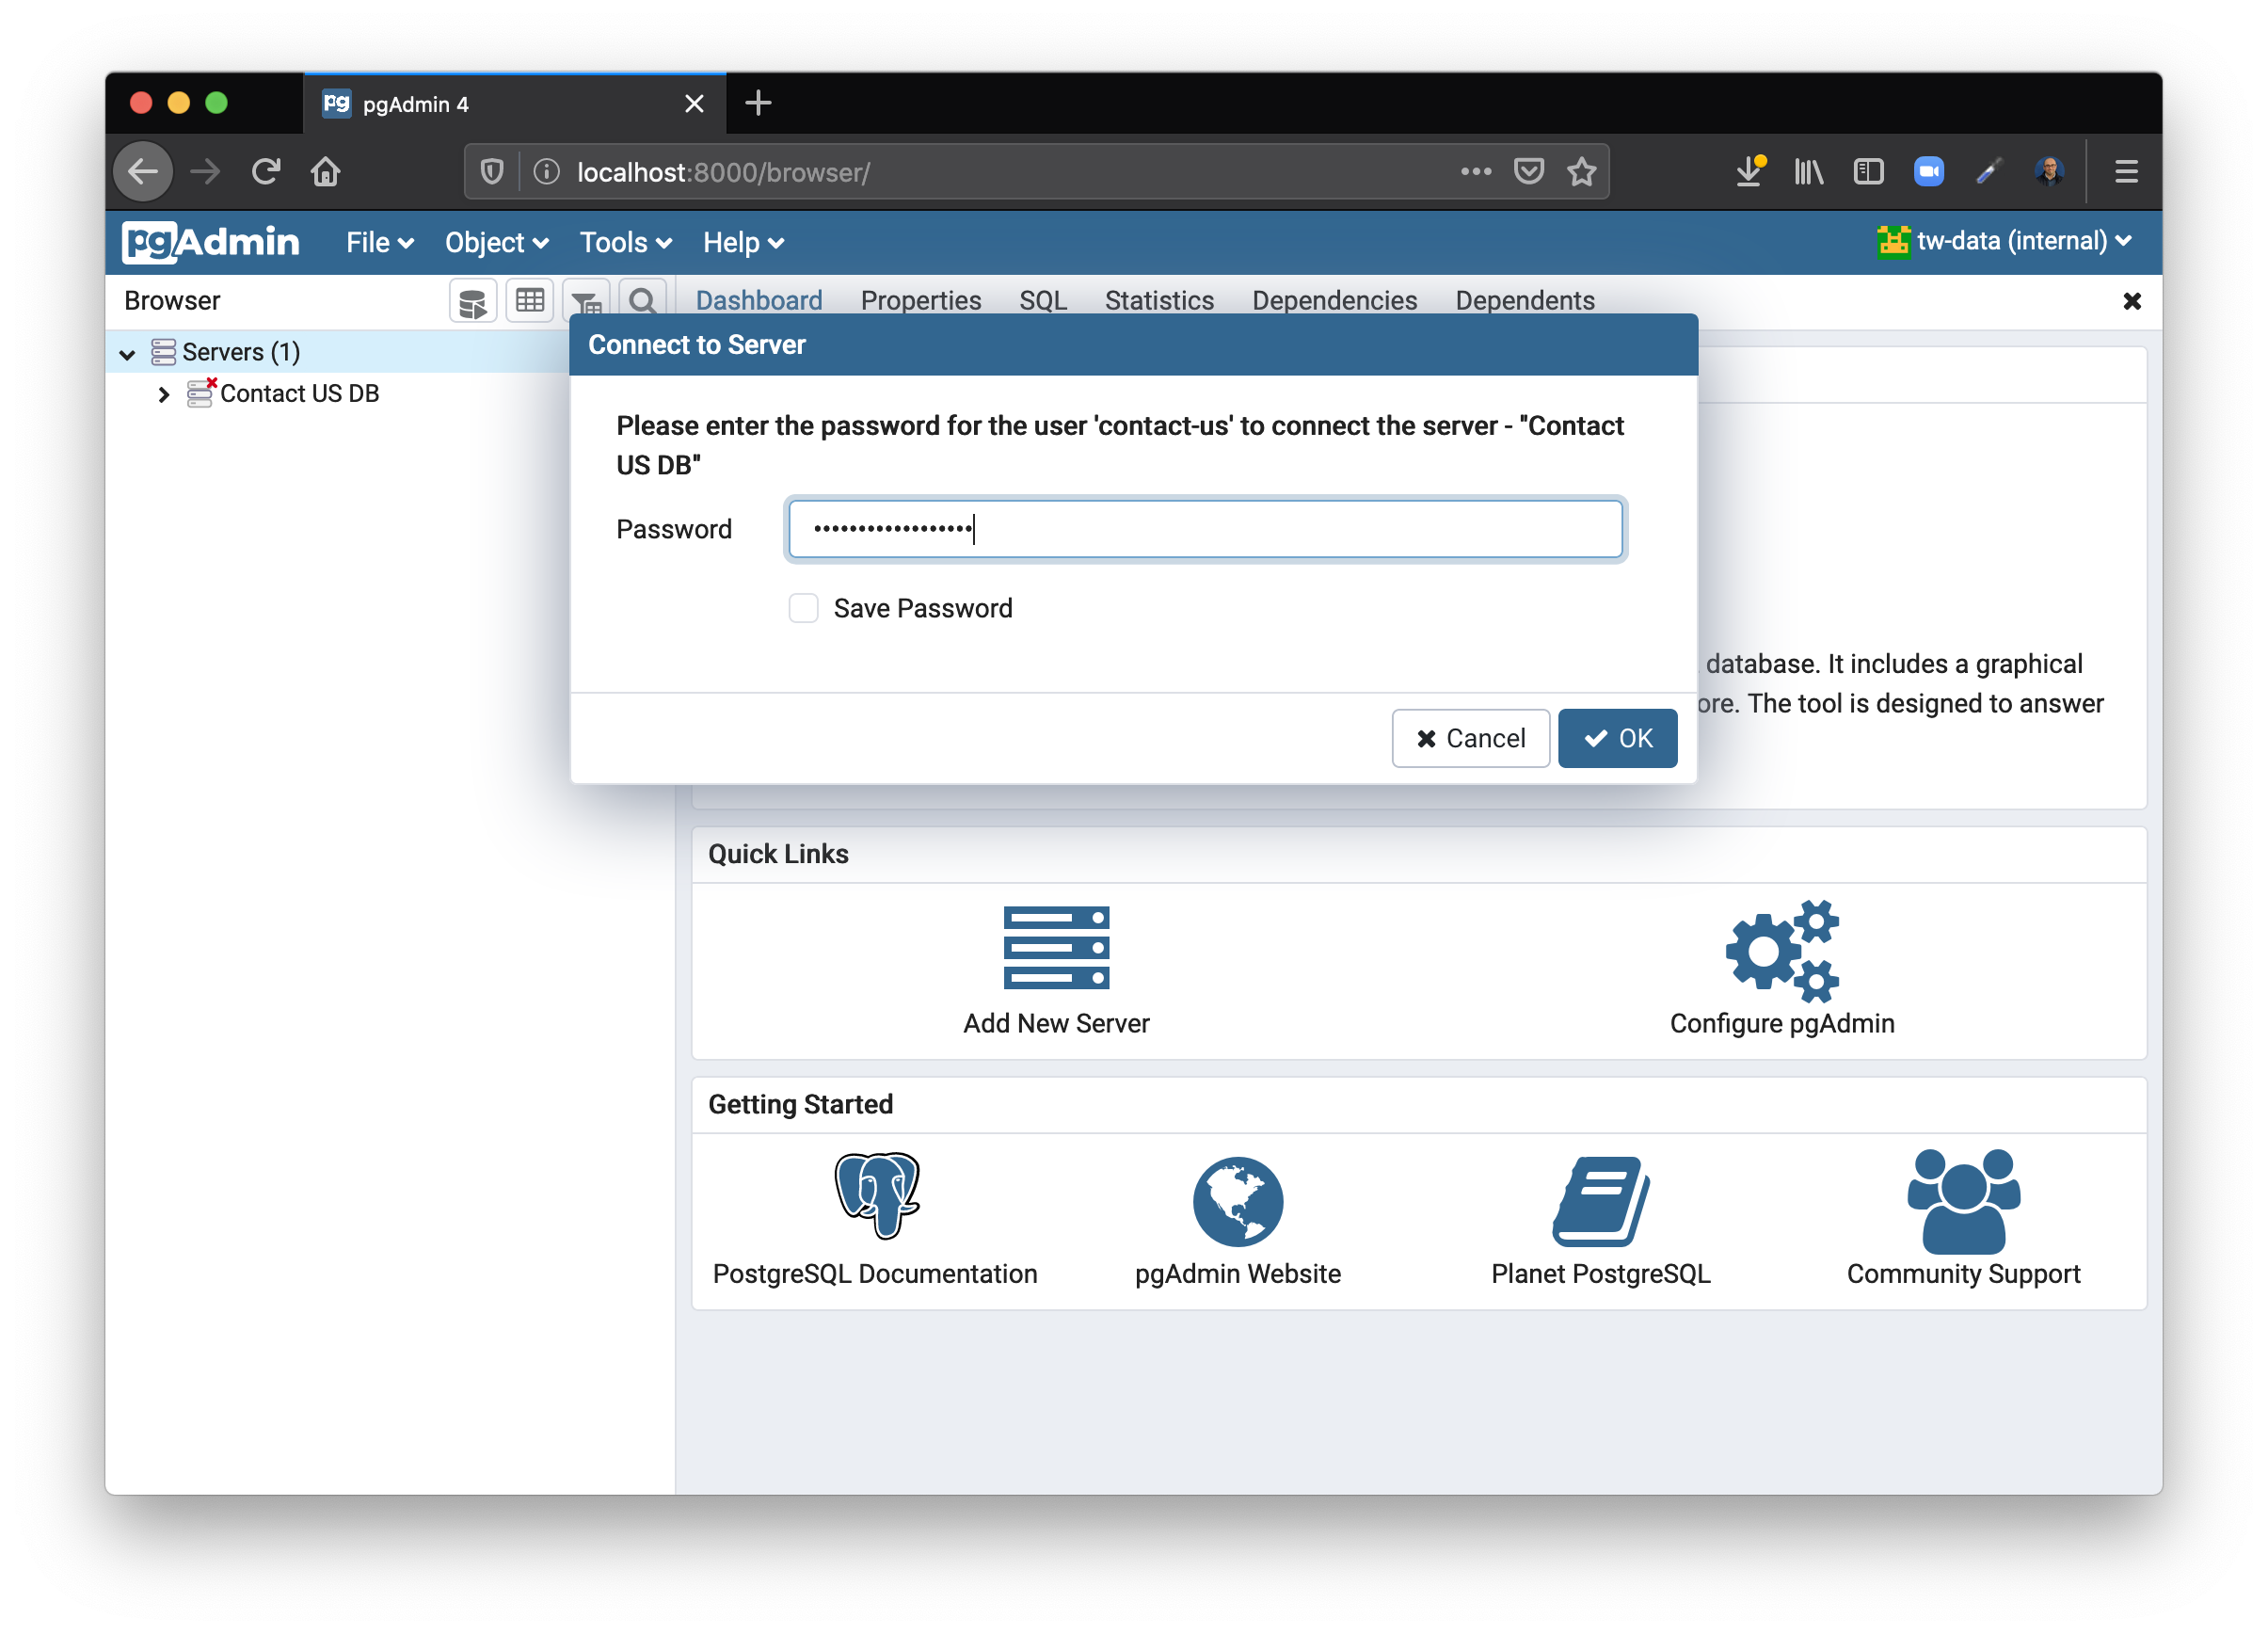 pg pgAdmin 4
localhost:8000/browser/
pgAdmin File Object Tools Help tw-data (internal)
Browser Dashboard Properties SQL Statistics Dependencies Dependents
Servers (1)
Contact US DB
Connect to Server
Please enter the password for the user 'contact-us' to connect the server - "Contact
US DB"
Password ••••••••••••••••••
Save Password
database. It includes a graphical
ore. The tool is designed to answer
Cancel OK
Quick Links
Add New Server Configure pgAdmin
Getting Started
PostgreSQL Documentation pgAdmin Website Planet PostgreSQL Community Support